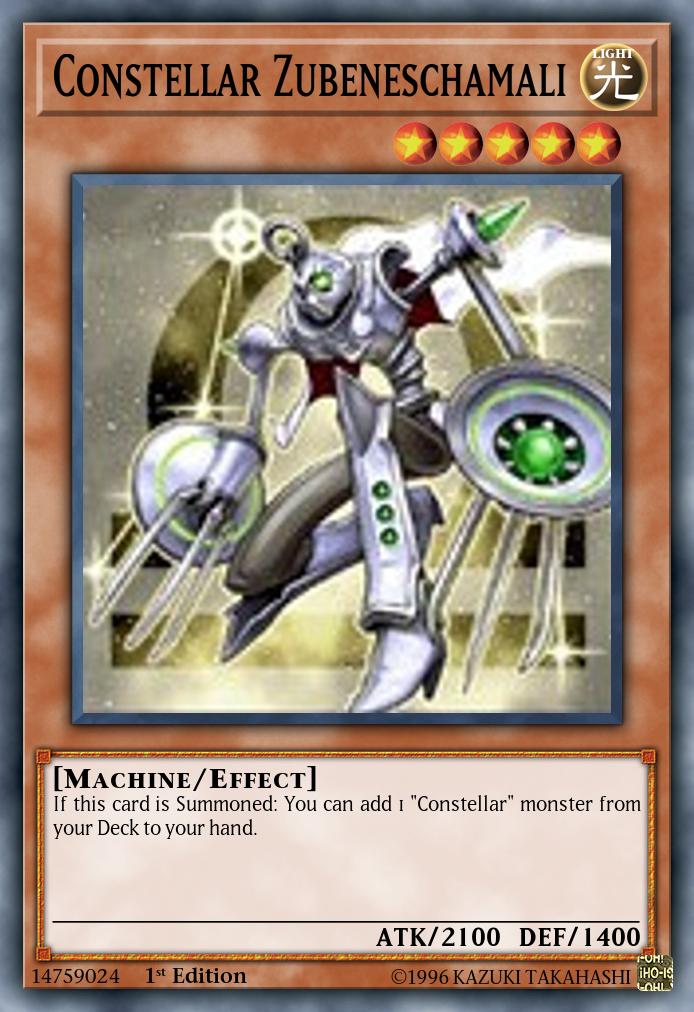 CONSTELLAR ZUBENESCHAMALI
LIGHT
光
[MACHINE/EFFECT]
If this card is Summoned: You can add 1 "Constellar" monster from
your Deck to your hand.
ATK/2100 DEF/1400
14759024 1st Edition ©1996 KAZUKI TAKAHASHI